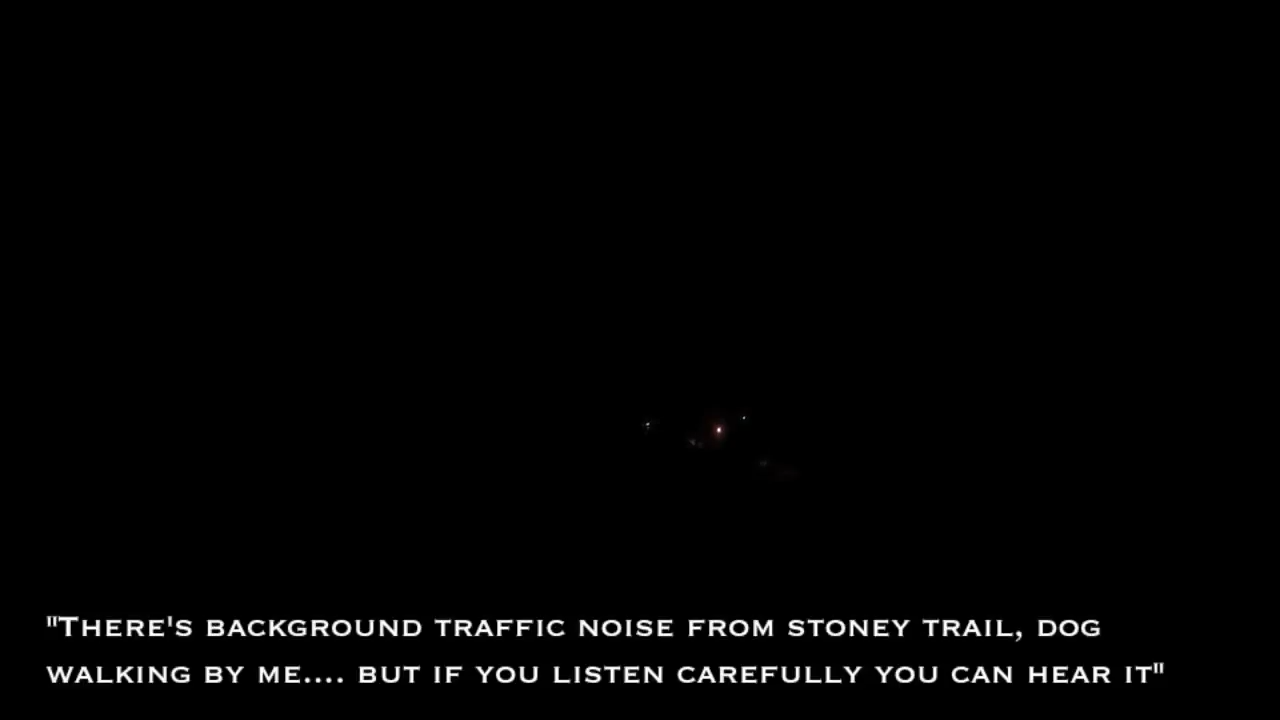 "There's background traffic noise from Stoney Trail, dog
walking by me.... but if you listen carefully you can hear it"